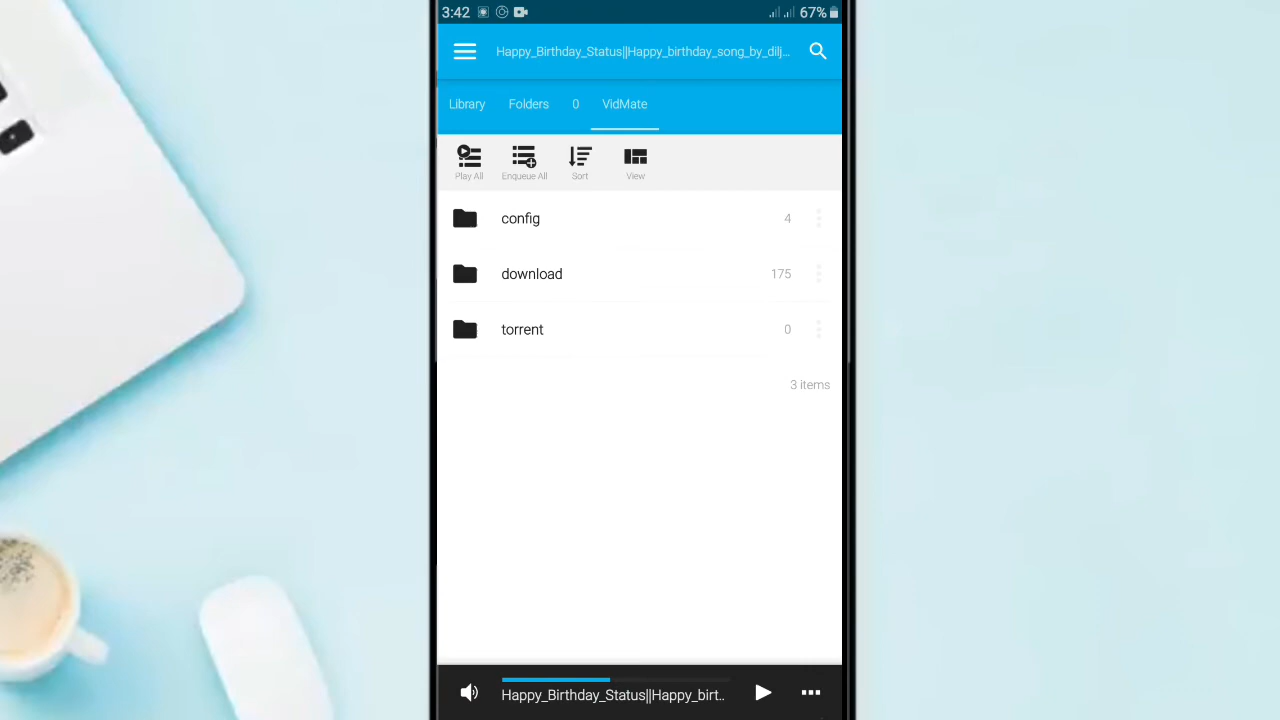 3:42 67%
Happy_Birthday_Status||Happy_birthday_song_by_dilj...
Library Folders 0 VidMate
Play All Enqueue All Sort View
config 4
download 175
torrent 0
3 items
Happy_Birthday_Status||Happy_birt..